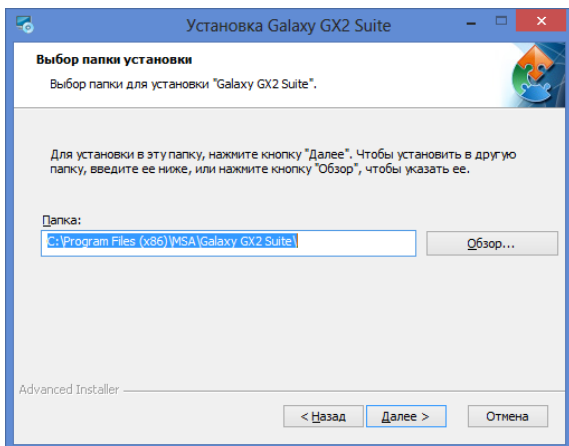 Установка Galaxy GX2 Suite
Выбор папки установки
Выбор папки для установки "Galaxy GX2 Suite".
Для установки в эту папку, нажмите кнопку "Далее". Чтобы установить в другую
папку, введите ее ниже, или нажмите кнопку "Обзор", чтобы указать ее.
Папка:
C:\Program Files (x86)\MSA\Galaxy GX2 Suite\
Обзор...
Advanced Installer
< Назад
Далее >
Отмена